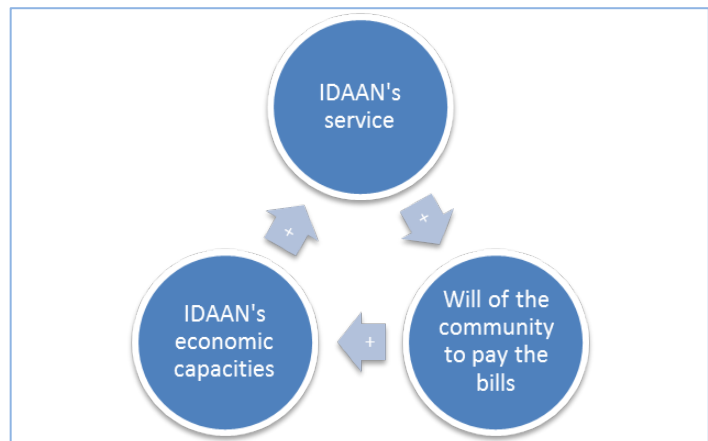 IDAAN's
service
+
+
Will of the
community
to pay the
bills
IDAAN's
economic
capacities
+